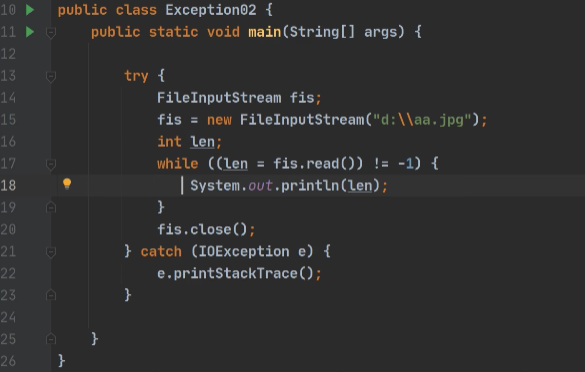 10 public class Exception02 {
11     public static void main(String[] args) {
12
13         try {
14             FileInputStream fis;
15             fis = new FileInputStream("d:\\aa.jpg");
16             int len;
17             while ((len = fis.read()) != -1) {
18                 System.out.println(len);
19             }
20             fis.close();
21         } catch (IOException e) {
22             e.printStackTrace();
23         }
24
25     }
26 }